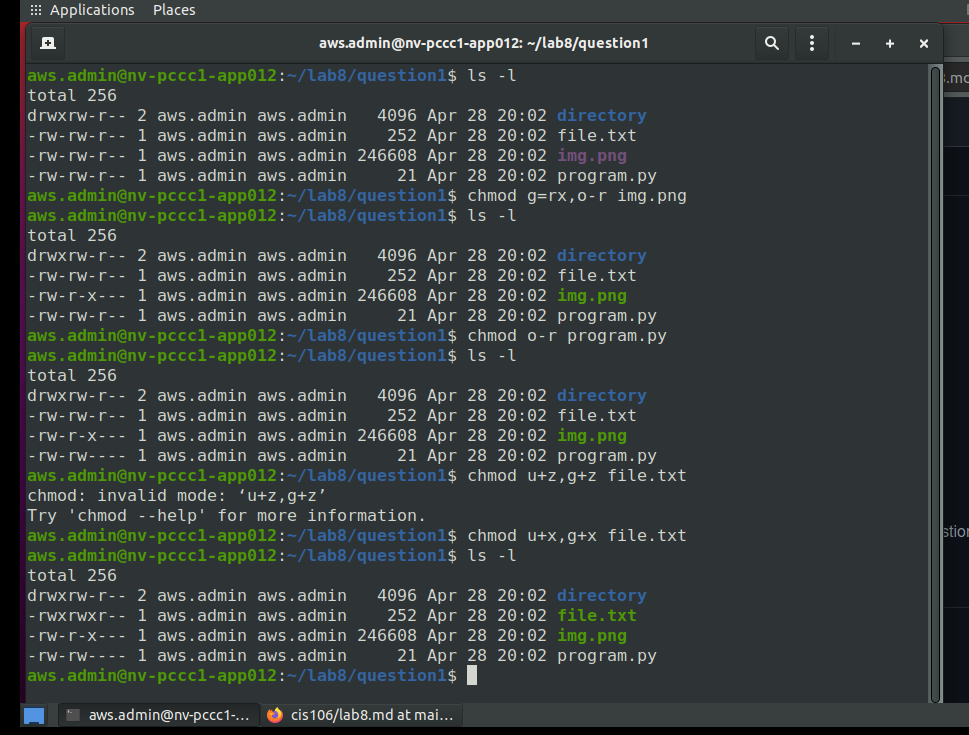 Applications Places
aws.admin@nv-pccc1-app012: ~/lab8/question1
aws.admin@nv-pccc1-app012:~/lab8/question1$ ls -l
total 256
drwxrw-r-- 2 aws.admin aws.admin   4096 Apr 28 20:02 directory
-rw-rw-r-- 1 aws.admin aws.admin    252 Apr 28 20:02 file.txt
-rw-rw-r-- 1 aws.admin aws.admin 246608 Apr 28 20:02 img.png
-rw-rw-r-- 1 aws.admin aws.admin     21 Apr 28 20:02 program.py
aws.admin@nv-pccc1-app012:~/lab8/question1$ chmod g=rx,o-r img.png
aws.admin@nv-pccc1-app012:~/lab8/question1$ ls -l
total 256
drwxrw-r-- 2 aws.admin aws.admin   4096 Apr 28 20:02 directory
-rw-rw-r-- 1 aws.admin aws.admin    252 Apr 28 20:02 file.txt
-rw-r-x--- 1 aws.admin aws.admin 246608 Apr 28 20:02 img.png
-rw-rw-r-- 1 aws.admin aws.admin     21 Apr 28 20:02 program.py
aws.admin@nv-pccc1-app012:~/lab8/question1$ chmod o-r program.py
aws.admin@nv-pccc1-app012:~/lab8/question1$ ls -l
total 256
drwxrw-r-- 2 aws.admin aws.admin   4096 Apr 28 20:02 directory
-rw-rw-r-- 1 aws.admin aws.admin    252 Apr 28 20:02 file.txt
-rw-r-x--- 1 aws.admin aws.admin 246608 Apr 28 20:02 img.png
-rw-rw---- 1 aws.admin aws.admin     21 Apr 28 20:02 program.py
aws.admin@nv-pccc1-app012:~/lab8/question1$ chmod u+z,g+z file.txt
chmod: invalid mode: ‘u+z,g+z’
Try 'chmod --help' for more information.
aws.admin@nv-pccc1-app012:~/lab8/question1$ chmod u+x,g+x file.txt
aws.admin@nv-pccc1-app012:~/lab8/question1$ ls -l
total 256
drwxrw-r-- 2 aws.admin aws.admin   4096 Apr 28 20:02 directory
-rwxrwxr-- 1 aws.admin aws.admin    252 Apr 28 20:02 file.txt
-rw-r-x--- 1 aws.admin aws.admin 246608 Apr 28 20:02 img.png
-rw-rw---- 1 aws.admin aws.admin     21 Apr 28 20:02 program.py
aws.admin@nv-pccc1-app012:~/lab8/question1$
aws.admin@nv-pccc1-... cis106/lab8.md at mai...